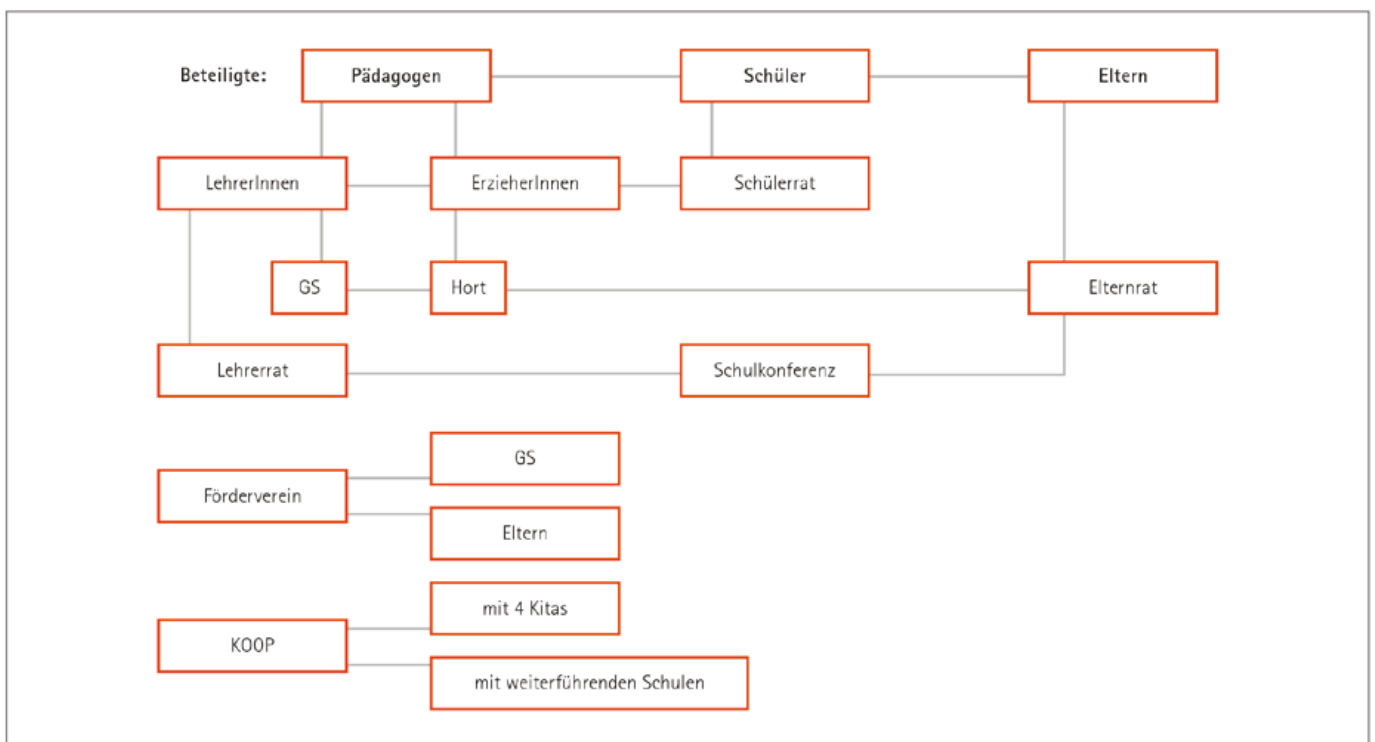 Beteiligte:
Pädagogen
Schüler
Eltern
LehrerInnen
ErzieherInnen
Schülerrat
GS
Hort
Elternrat
Lehrerrat
Schulkonferenz
Förderverein
GS
Eltern
KOOP
mit 4 Kitas
mit weiterführenden Schulen